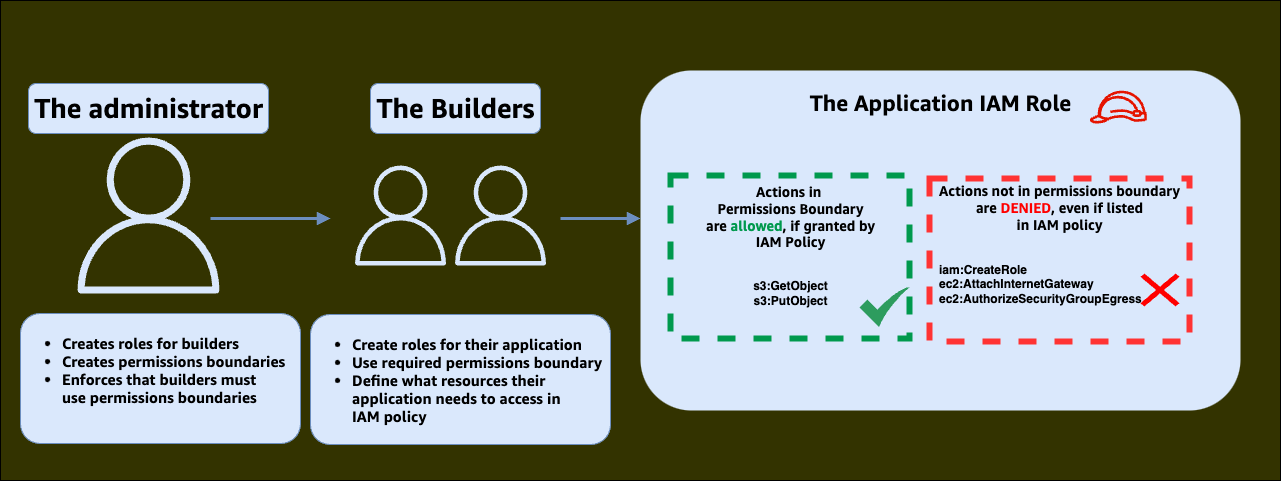 The administrator
Creates roles for builders
Creates permissions boundaries
Enforces that builders must
use permissions boundaries
The Builders
Create roles for their application
Use required permissions boundary
Define what resources their
application needs to access in
IAM policy
The Application IAM Role
Actions in
Permissions Boundary
are allowed, if granted by
IAM Policy
s3:GetObject
s3:PutObject
Actions not in permissions boundary
are DENIED, even if listed
in IAM policy
iam:CreateRole
ec2:AttachInternetGateway
ec2:AuthorizeSecurityGroupEgress